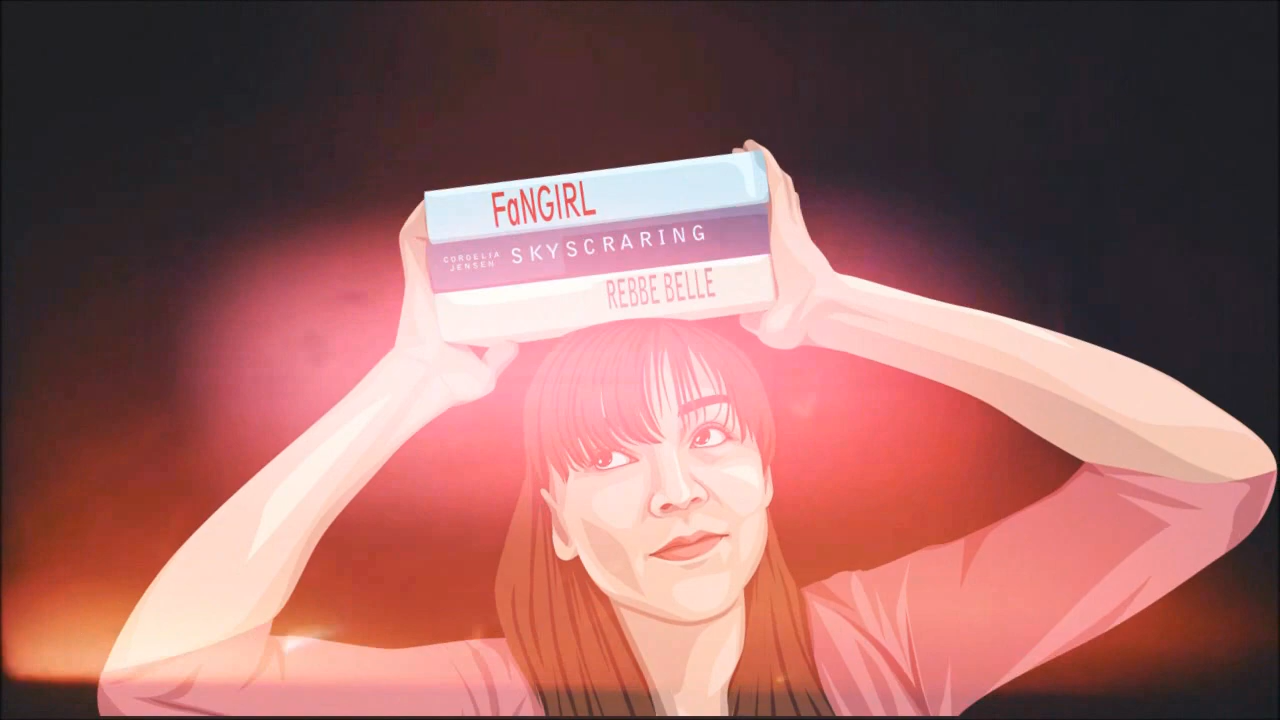 FaNGIRL
CORDELIA
JENSEN
SKYSCRARING
REBBE BELLE